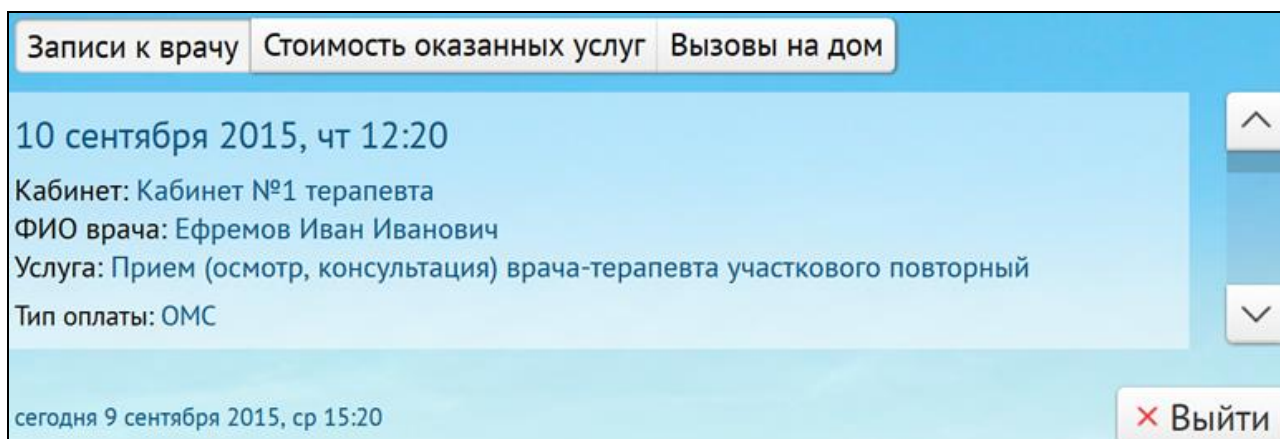 Записи к врачу Стоимость оказанных услуг Вызовы на дом
10 сентября 2015, чт 12:20
Кабинет: Кабинет №1 терапевта
ФИО врача: Ефремов Иван Иванович
Услуга: Прием (осмотр, консультация) врача-терапевта участкового повторный
Тип оплаты: ОМС
сегодня 9 сентября 2015, ср 15:20
Выйти